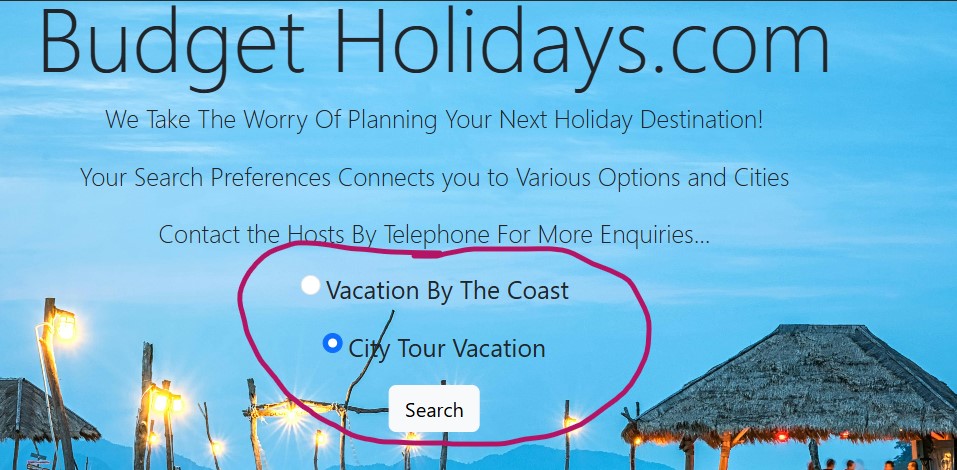 Budget Holidays.com
We Take The Worry Of Planning Your Next Holiday Destination!
Your Search Preferences Connects you to Various Options and Cities
Contact the Hosts By Telephone For More Enquiries...
Vacation By The Coast
City Tour Vacation
Search